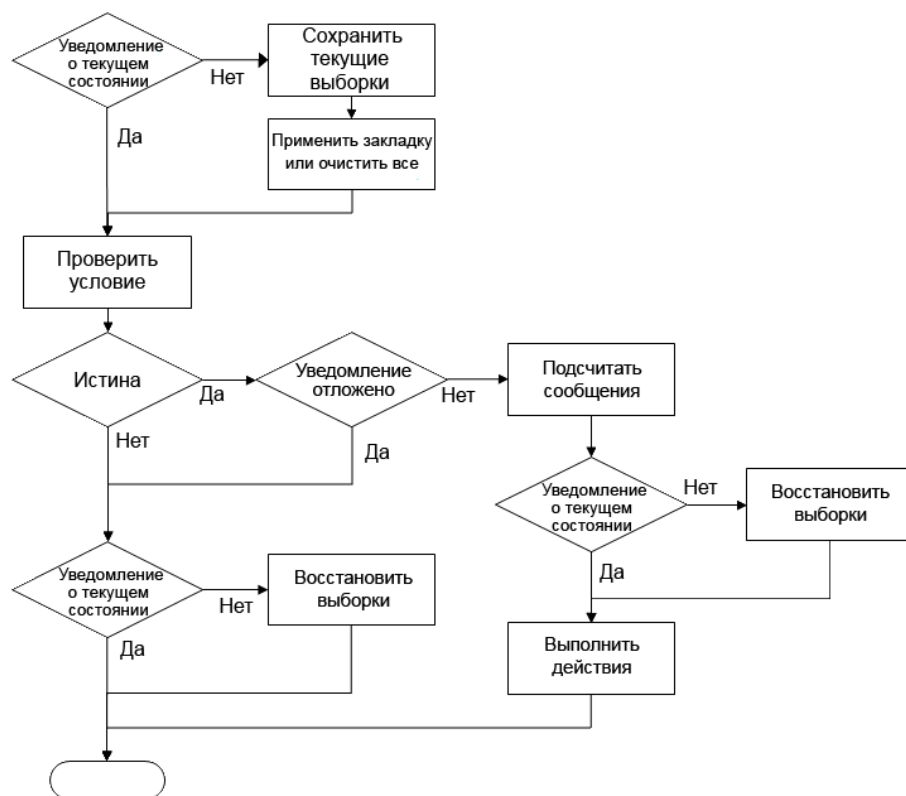 Уведомление
о текущем
состоянии
Нет
Сохранить
текущие
выборки
Да
Применить закладку
или очистить все
Проверить
условие
Истина
Да
Уведомление
отложено
Нет
Подсчитать
сообщения
Нет
Да
Уведомление
о текущем
состоянии
Нет
Восстановить
выборки
Уведомление
о текущем
состоянии
Нет
Восстановить
выборки
Да
Да
Выполнить
действия